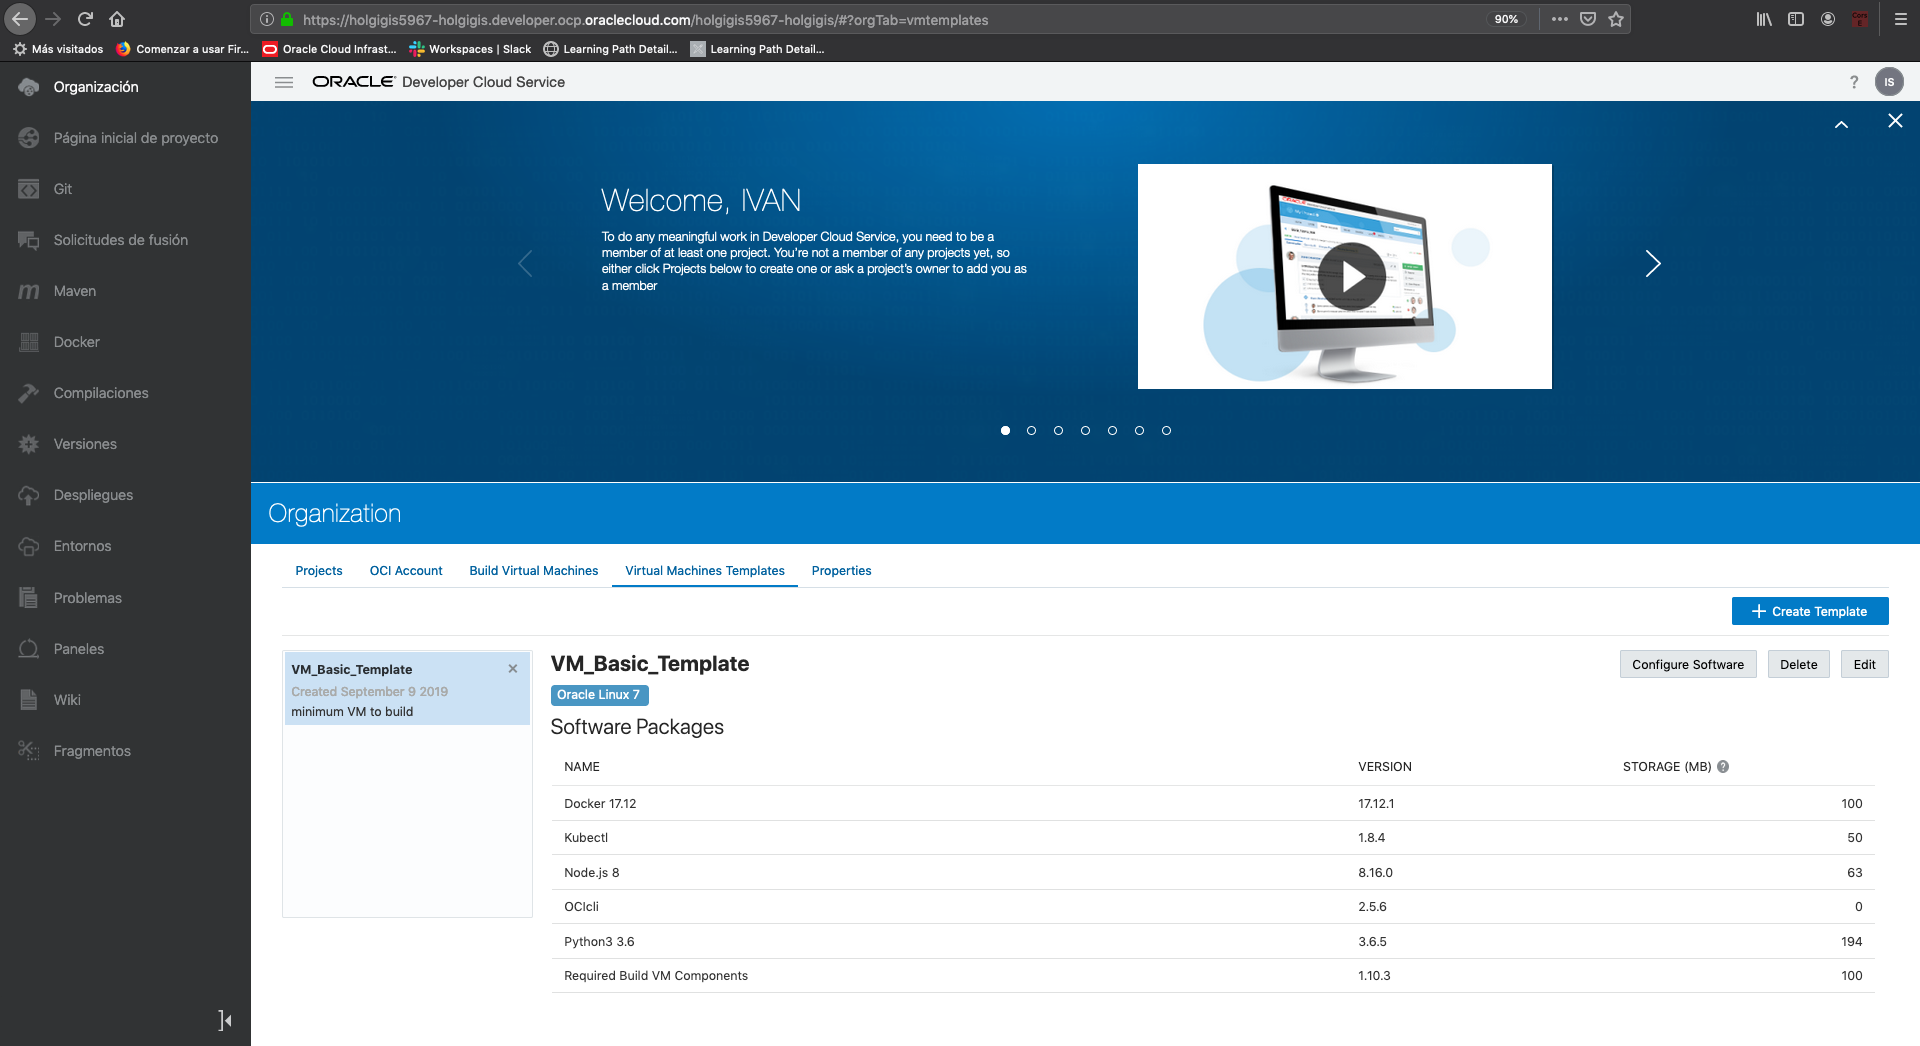 https://holgigis5967-holgigis.developer.ocp.oraclecloud.com/holgigis5967-holgigis/#?orgTab=vmtemplates
90%
Más visitados
Comenzar a usar Fir...
Oracle Cloud Infrast...
Workspaces | Slack
Learning Path Detail...
Learning Path Detail...
Organización
Página inicial de proyecto
Git
Solicitudes de fusión
Maven
Docker
Compilaciones
Versiones
Despliegues
Entornos
Problemas
Paneles
Wiki
Fragmentos
ORACLE Developer Cloud Service
?
IS
Welcome, IVAN
To do any meaningful work in Developer Cloud Service, you need to be a
member of at least one project. You're not a member of any projects yet, so
either click Projects below to create one or ask a project's owner to add you as
a member
Organization
Projects
OCI Account
Build Virtual Machines
Virtual Machines Templates
Properties
Create Template
VM_Basic_Template
Created September 9 2019
minimum VM to build
VM_Basic_Template
Configure Software
Delete
Edit
Oracle Linux 7
Software Packages
NAME VERSION STORAGE (MB) ?
Docker 17.12 17.12.1 100
Kubectl 1.8.4 50
Node.js 8 8.16.0 63
OCIcli 2.5.6 0
Python3 3.6 3.6.5 194
Required Build VM Components 1.10.3 100